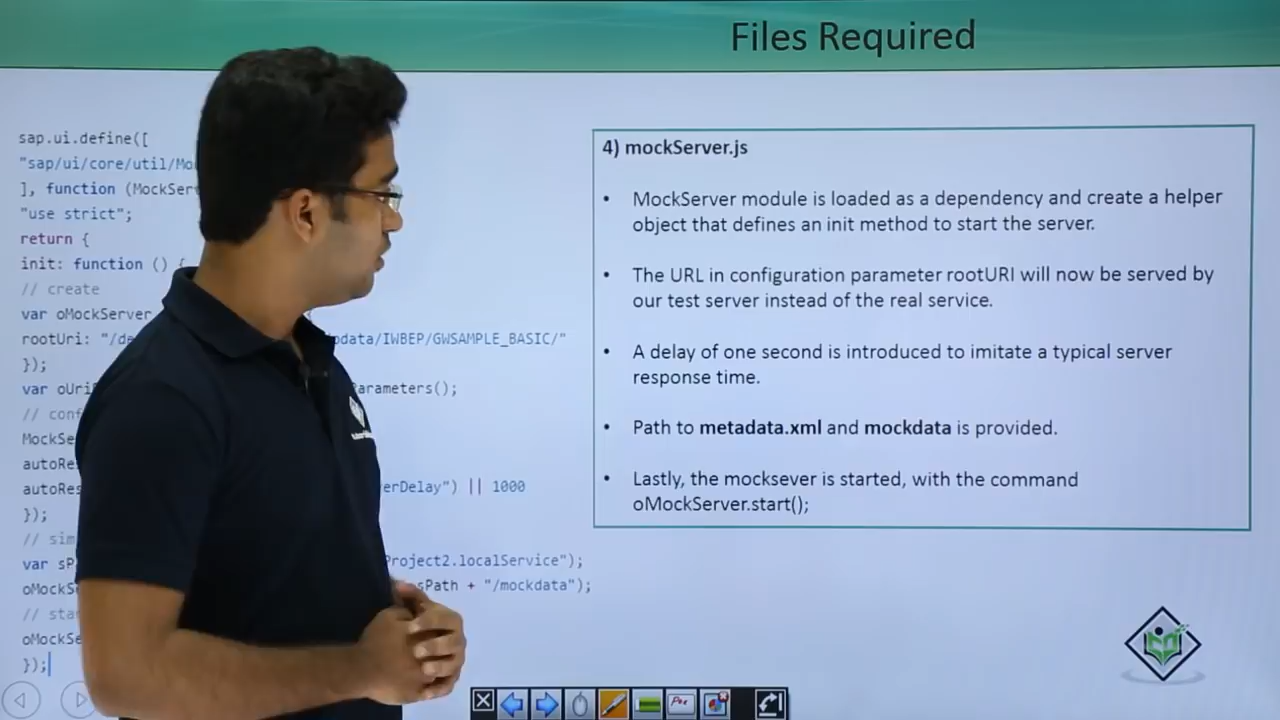 Files Required
sap.ui.define([
"sap/ui/core/util/Mo
], function (MockSer
"use strict";
return {
init: function () {
// create
var oMockServer
rootUri: "/de pdata/IWBEP/GWSAMPLE_BASIC/"
});
var oUri Parameters();
// conf
MockSe
autoRes
autoRes erDelay") || 1000
});
// sim
var sP Project2.localService");
oMockS sPath + "/mockdata");
// sta
oMockSe
});
4) mockServer.js
• MockServer module is loaded as a dependency and create a helper
object that defines an init method to start the server.
• The URL in configuration parameter rootURI will now be served by
our test server instead of the real service.
• A delay of one second is introduced to imitate a typical server
response time.
• Path to metadata.xml and mockdata is provided.
• Lastly, the mocksever is started, with the command
oMockServer.start();